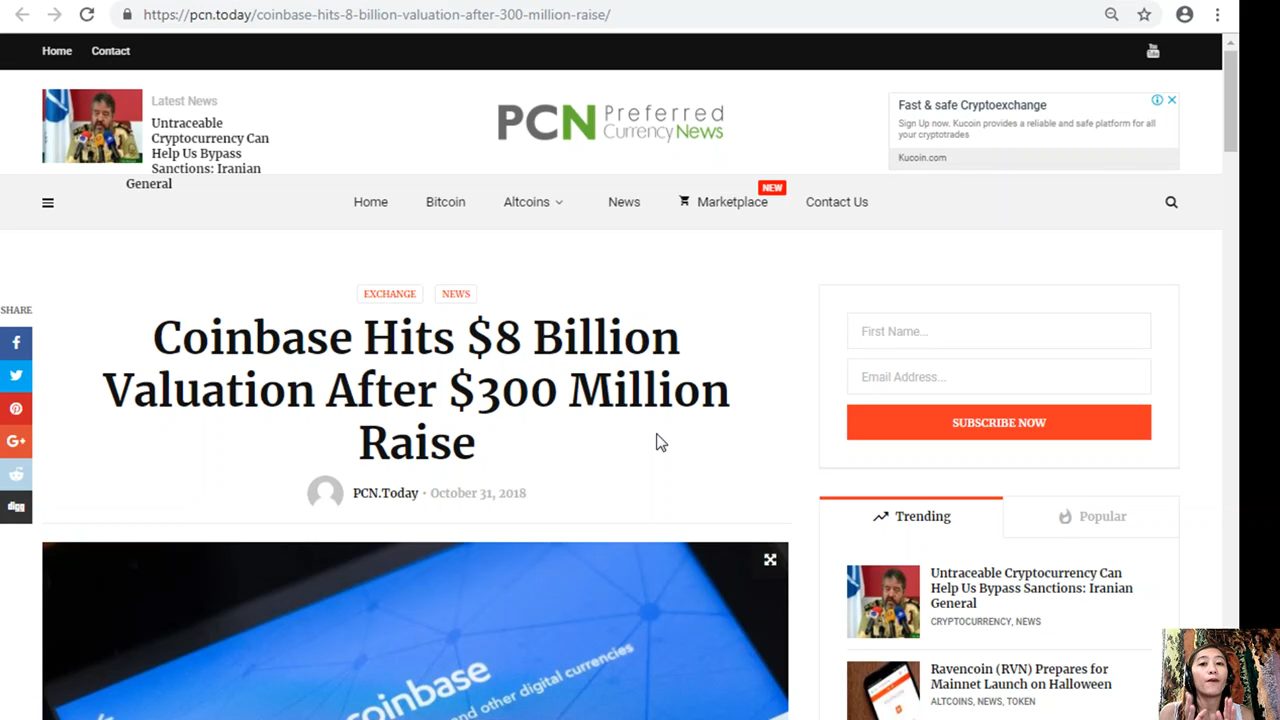 https://pcn.today/coinbase-hits-8-billion-valuation-after-300-million-raise/
Home Contact
Latest News
Untraceable
Cryptocurrency Can
Help Us Bypass
Sanctions: Iranian
General
PCN Preferred
Currency News
Fast & safe Cryptoexchange
Sign Up now. Kucoin provides a reliable and safe platform for all
your cryptotrades
Kucoin.com
NEW
Home Bitcoin Altcoins News Marketplace Contact Us
EXCHANGE NEWS
Coinbase Hits $8 Billion
Valuation After $300 Million
Raise
PCN.Today • October 31, 2018
SHARE
digg
First Name...
Email Address...
SUBSCRIBE NOW
Trending Popular
Untraceable Cryptocurrency Can
Help Us Bypass Sanctions: Iranian
General
CRYPTOCURRENCY, NEWS
Ravencoin (RVN) Prepares for
Mainnet Launch on Halloween
ALTCOINS, NEWS, TOKEN
coinbase
and other digital currencies